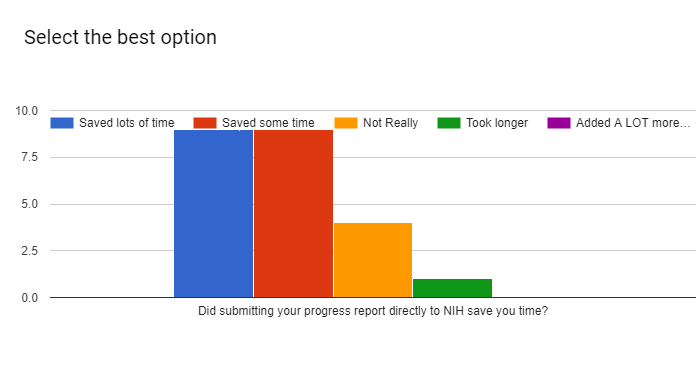 Select the best option
10.0
Saved lots of time Saved some time Not Really Took longer Added A LOT more…
7.5
5.0
2.5
0.0
Did submitting your progress report directly to NIH save you time?